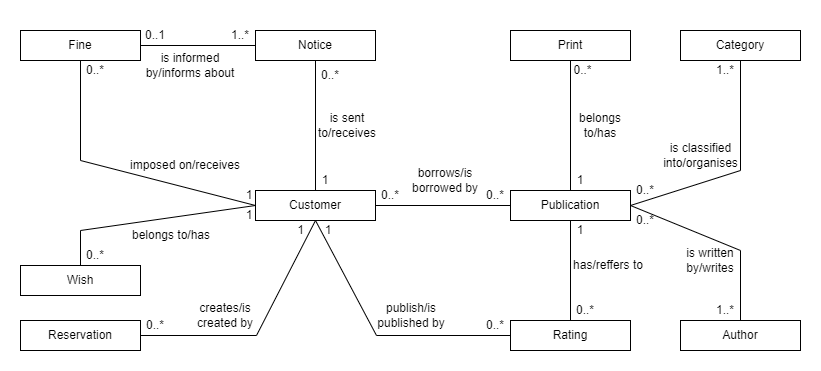 Fine
0..1
1..*
Notice
Print
Category
is informed
by/informs about
0..*
0..*
0..*
1..*
is sent
to/receives
belongs
to/has
is classified
into/organises
imposed on/receives
borrows/is
borrowed by
1
1
1
0..*
Customer
0..*
0..*
Publication
1
0..*
belongs to/has
1
1
1
0..*
Wish
has/reffers to
is written
by/writes
creates/is
created by
publish/is
published by
0..*
1..*
Reservation
0..*
0..*
Rating
Author